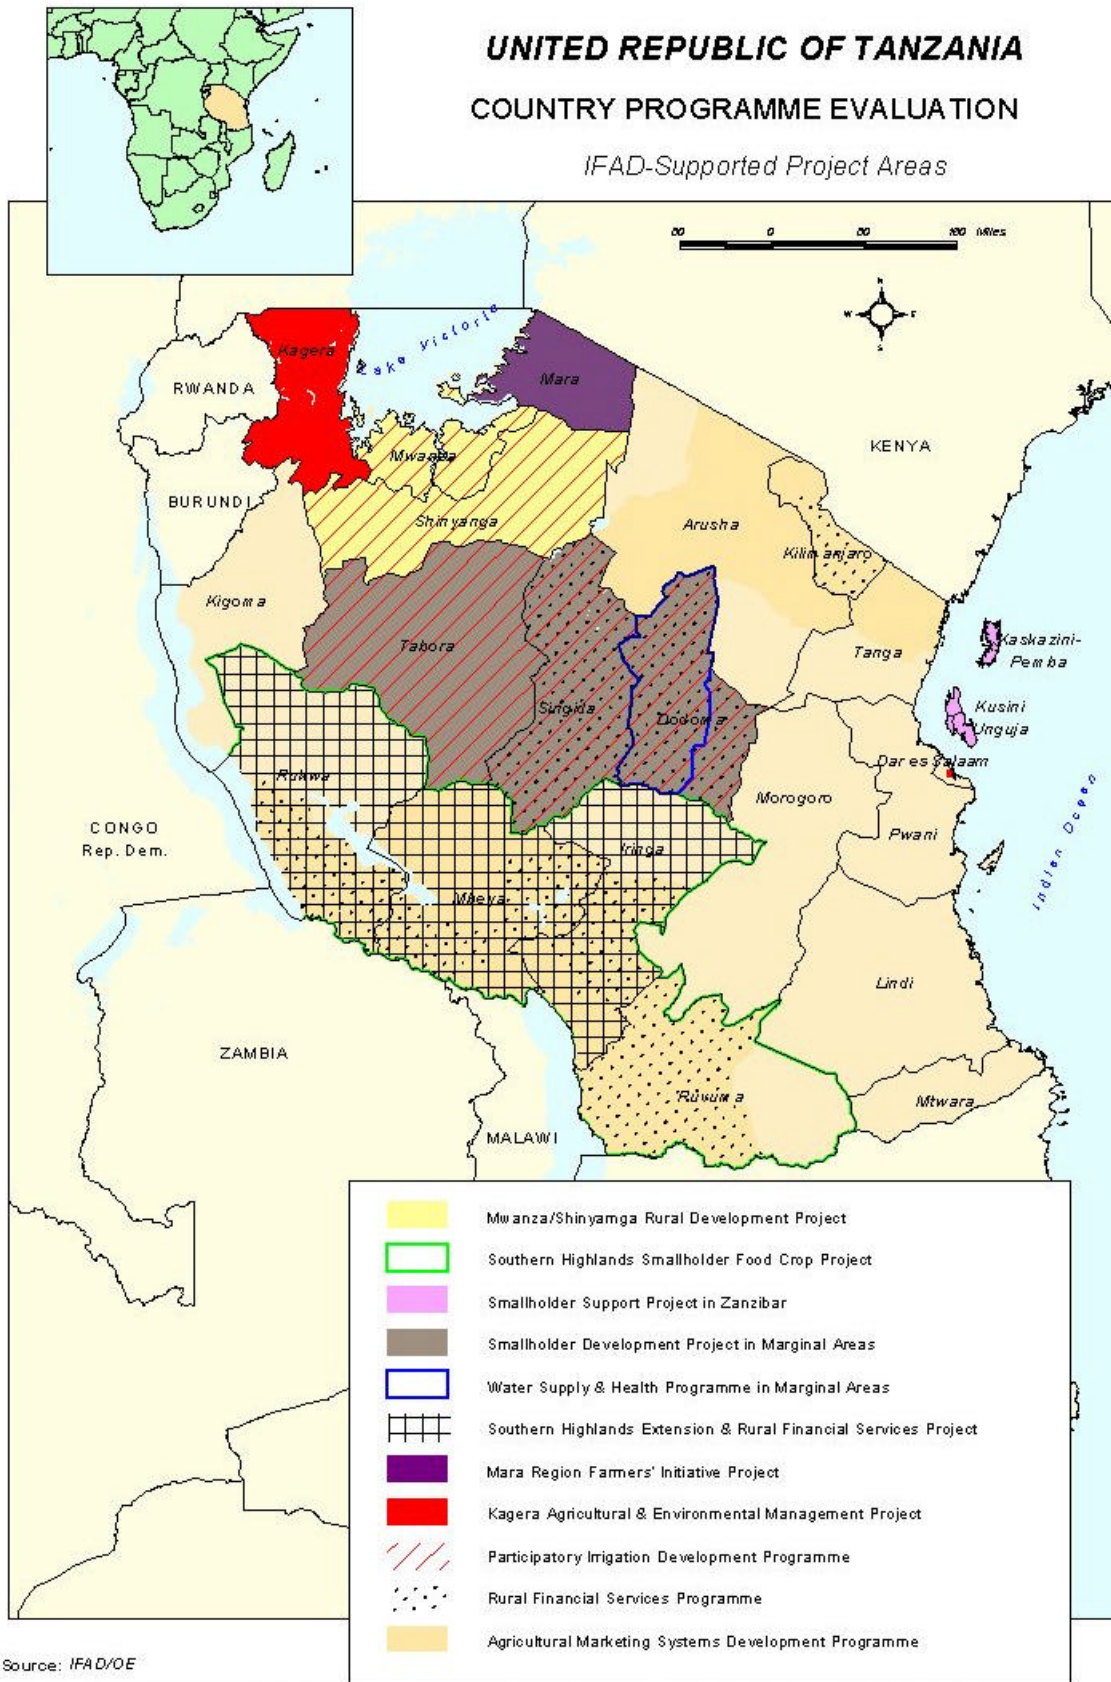 UNITED REPUBLIC OF TANZANIA
COUNTRY PROGRAMME EVALUATION
IFAD-Supported Project Areas
80 0 80 160 Miles
N
W E
S
Lake Victoria
Kagera
Mara
RWANDA
KENYA
Mwanza
BURUNDI
Shinyanga
Arusha
Kilimanjaro
Kigoma
Kaskazini-
Pemba
Tabora
Tanga
Singida
Dodoma
Kusini
Unguja
Dar es Salaam
Rukwa
Morogoro
CONGO
Rep. Dem.
Pwani
Iringa
Indian Ocean
Mbeya
Lindi
ZAMBIA
Ruvuma
Mtwara
MALAWI
Mwanza/Shinyamga Rural Development Project
Southern Highlands Smallholder Food Crop Project
Smallholder Support Project in Zanzibar
Smallholder Development Project in Marginal Areas
Water Supply & Health Programme in Marginal Areas
Southern Highlands Extension & Rural Financial Services Project
Mara Region Farmers' Initiative Project
Kagera Agricultural & Environmental Management Project
Participatory Irrigation Development Programme
Rural Financial Services Programme
Agricultural Marketing Systems Development Programme
Source: IFAD/OE